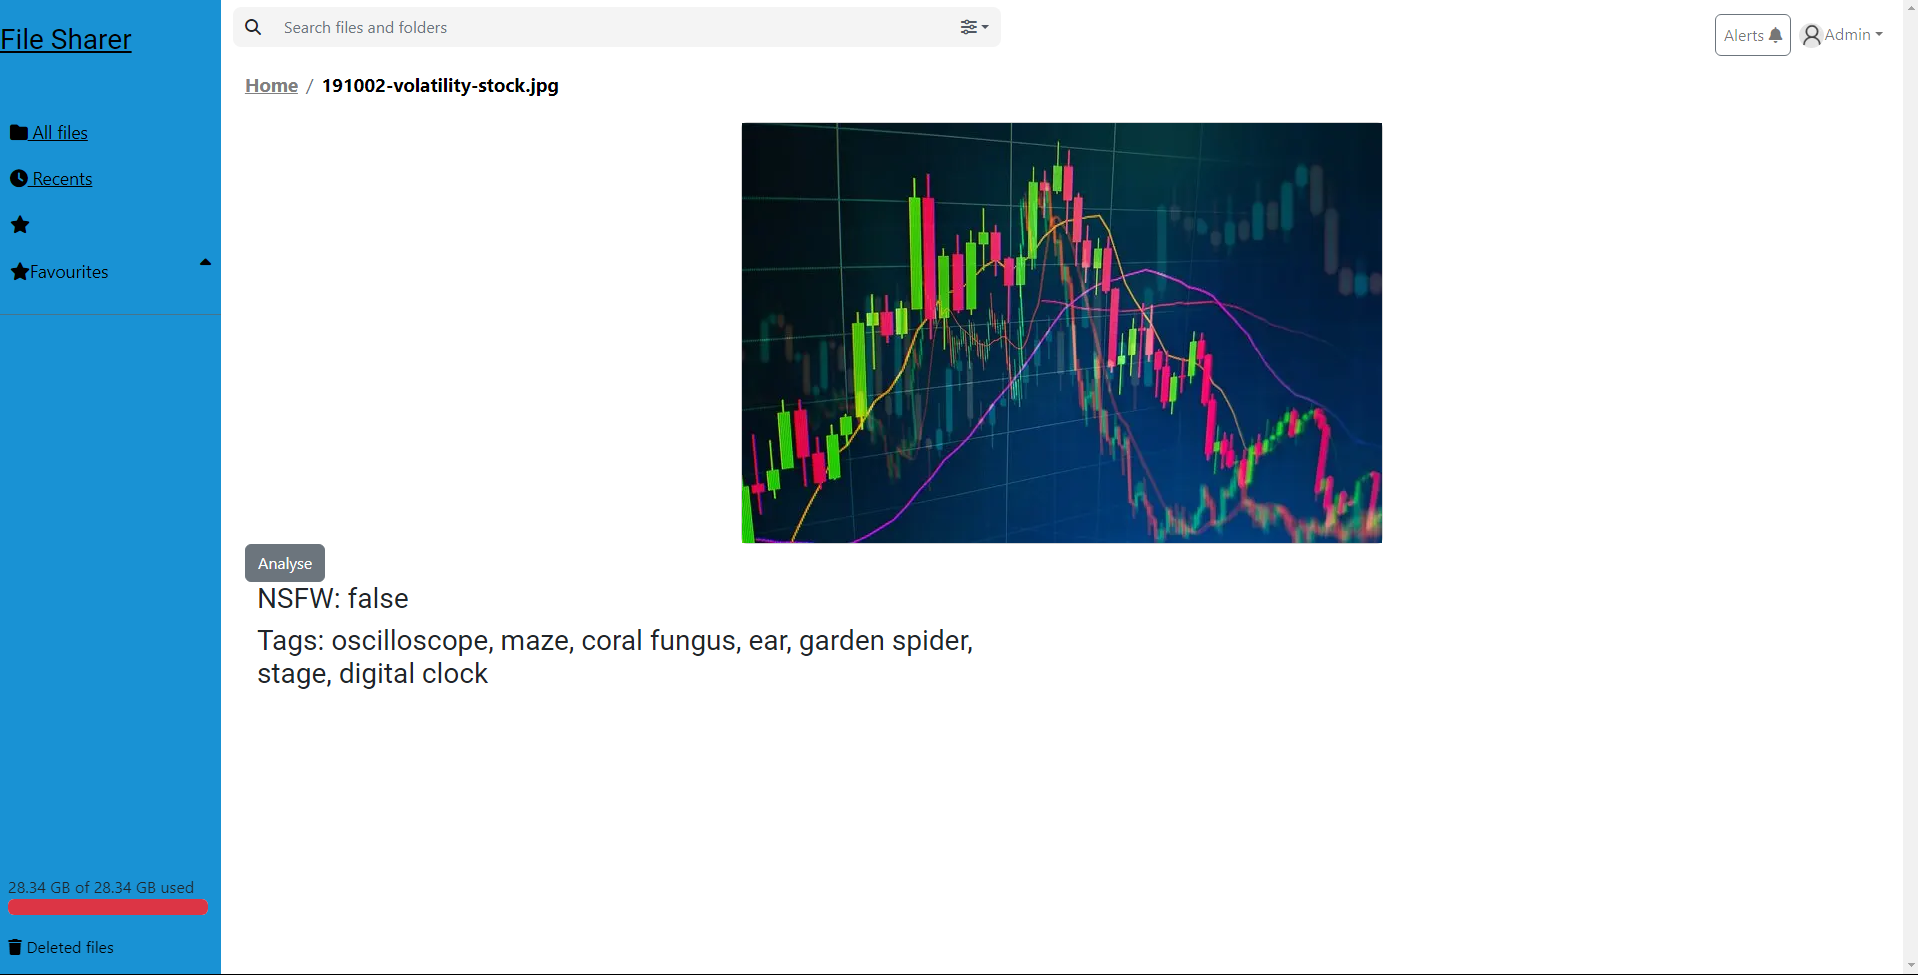 File Sharer
All files
Recents
Favourites
28.34 GB of 28.34 GB used
Deleted files
Search files and folders
Alerts
Admin
Home / 191002-volatility-stock.jpg
Analyse
NSFW: false
Tags: oscilloscope, maze, coral fungus, ear, garden spider,
stage, digital clock